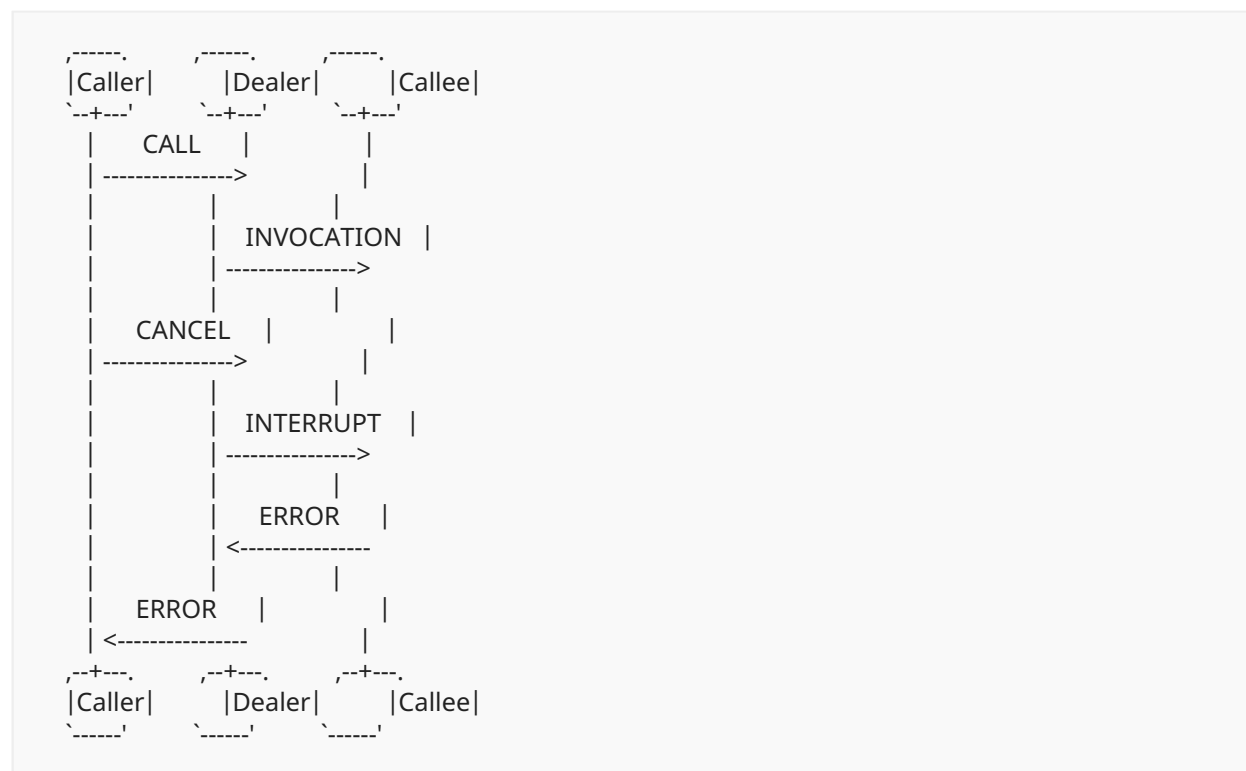 ,------.          ,------.          ,------.
|Caller|          |Dealer|          |Callee|
`--+---'          `--+---'          `--+---'
   |       CALL      |                 |
   | ---------------->                 |
   |                 |                 |
   |                 |    INVOCATION   |
   |                 | ---------------->
   |                 |                 |
   |      CANCEL     |                 |
   | ---------------->                 |
   |                 |                 |
   |                 |    INTERRUPT    |
   |                 | ---------------->
   |                 |                 |
   |                 |      ERROR      |
   |                 | <----------------
   |                 |                 |
   |      ERROR      |                 |
   | <----------------                 |
,--+---.          ,--+---.          ,--+---.
|Caller|          |Dealer|          |Callee|
`------'          `------'          `------'